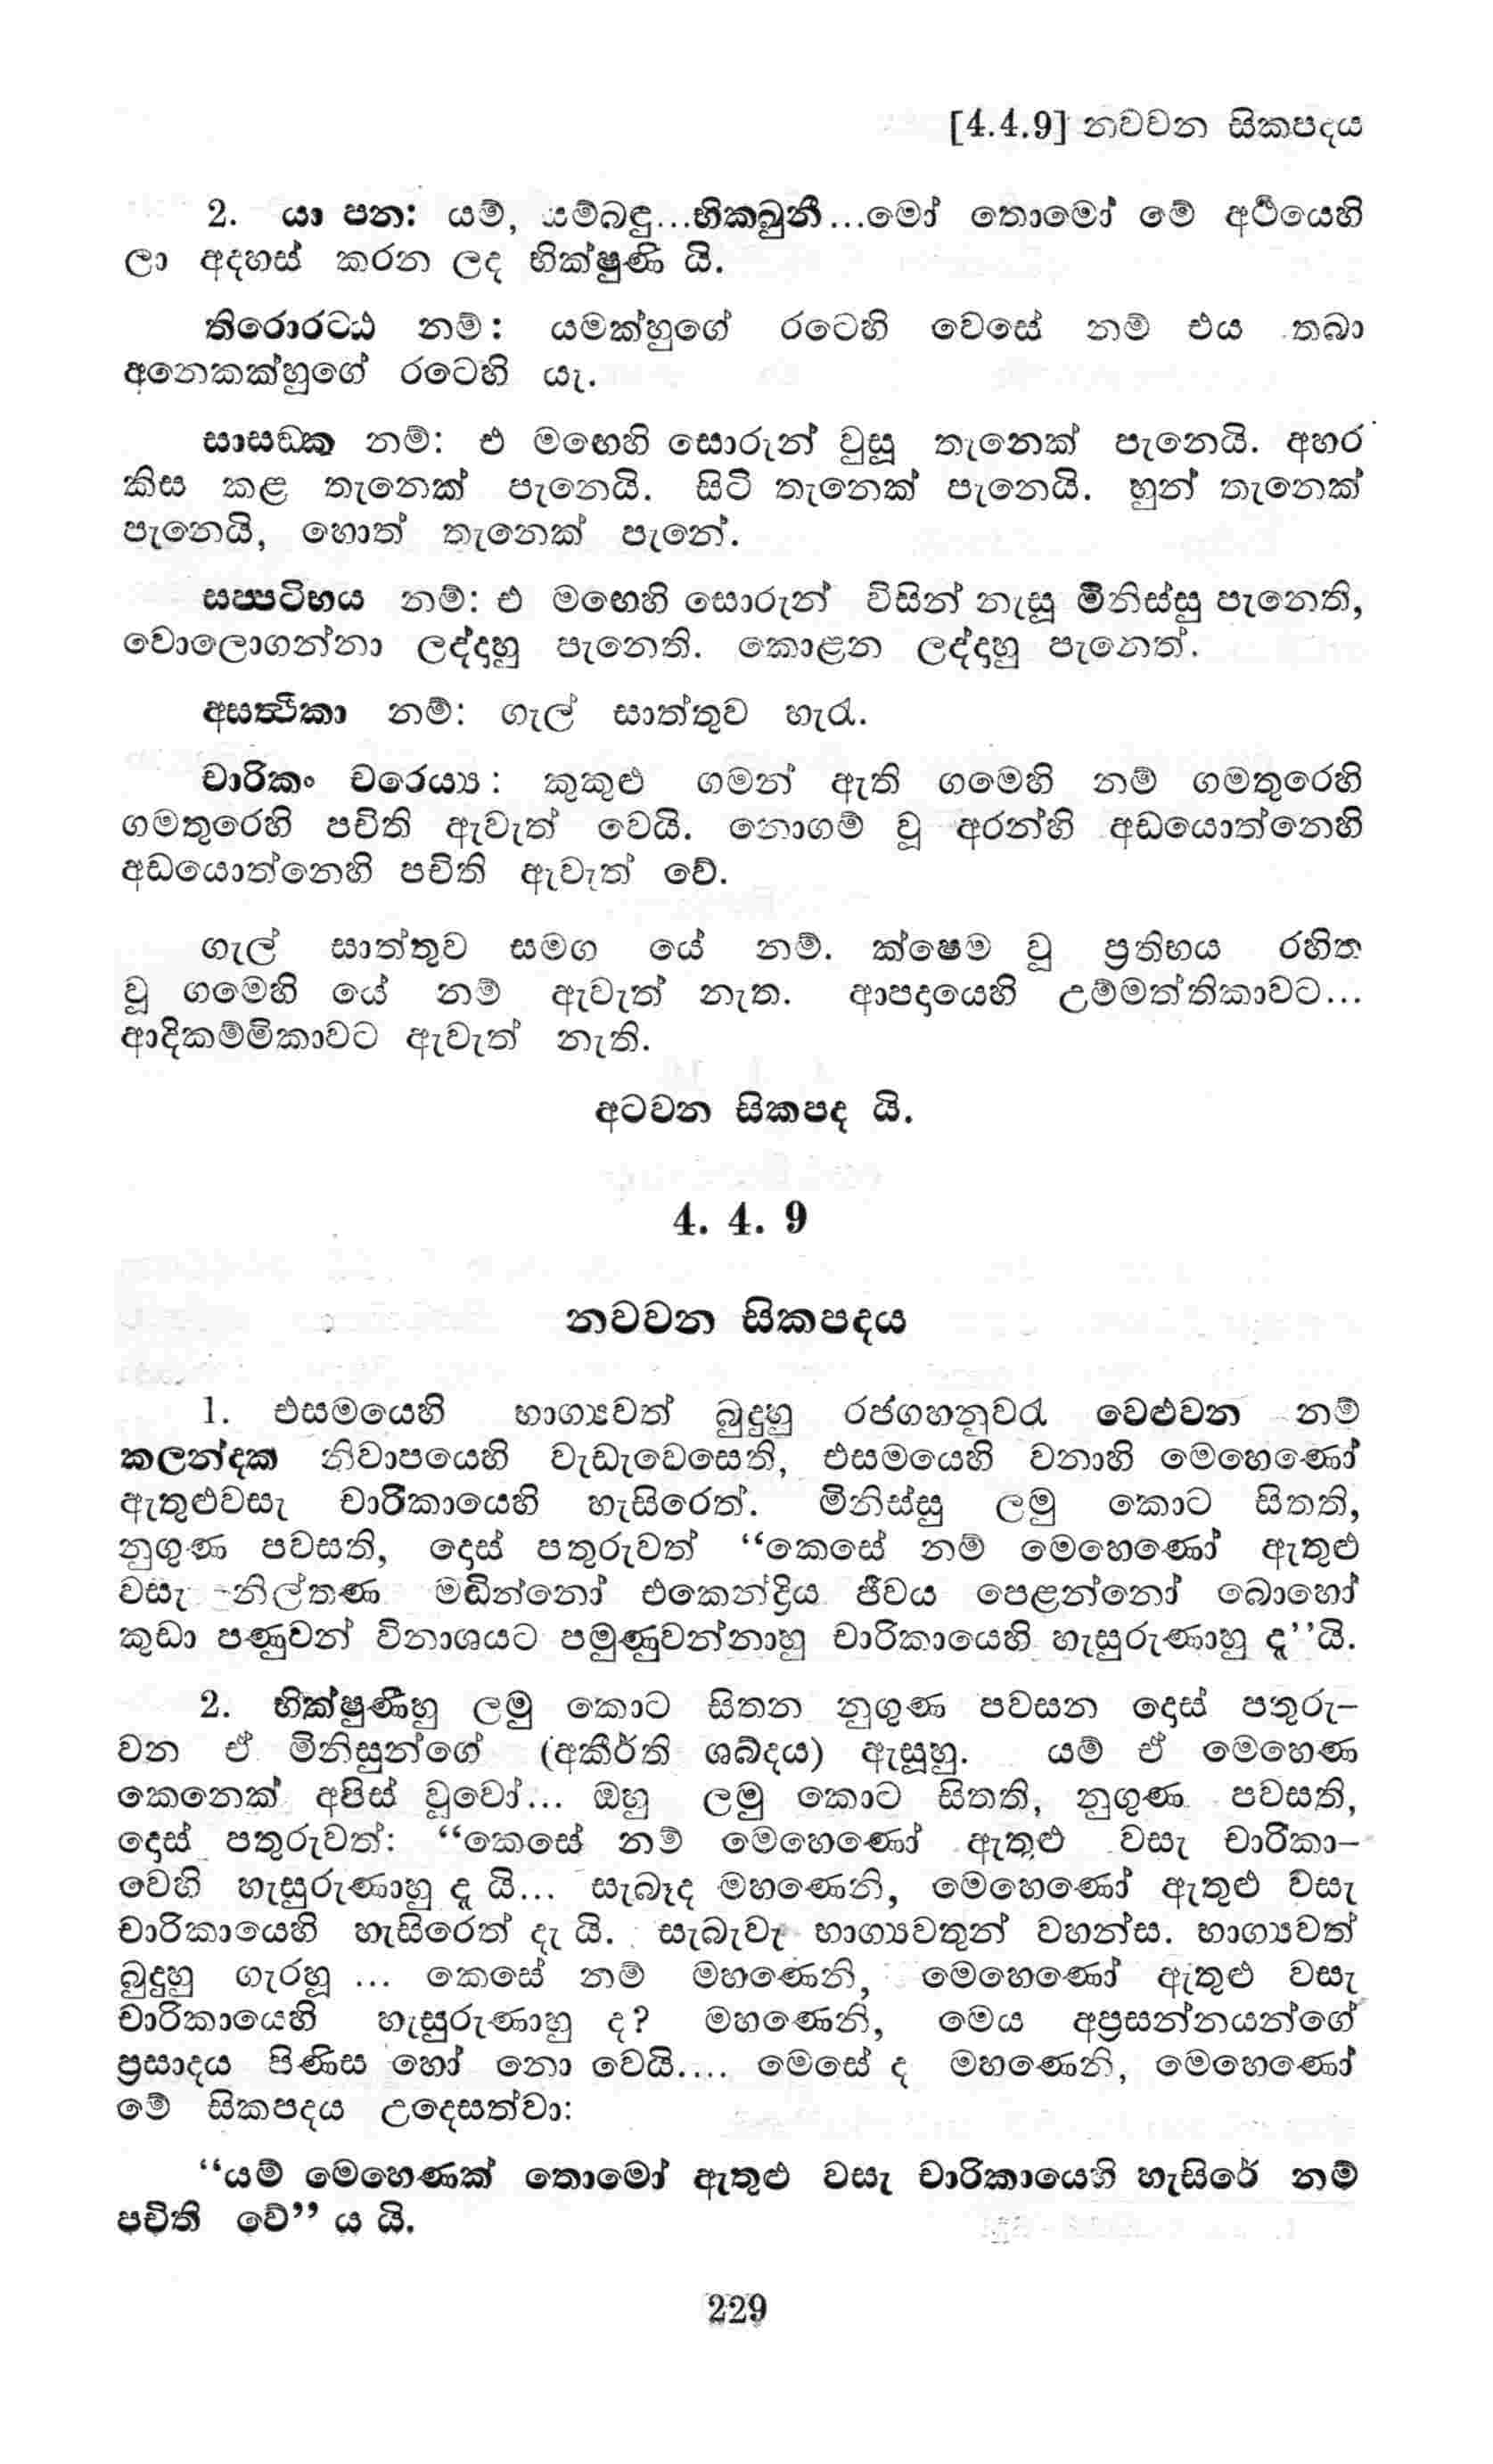 [4.4.9] නවවන සිකපදය
2. යා පන: යම්, යම්බඳු...භික්ඛුනී...මෝ තොමෝ මේ අර්ථයෙහි
ලා අදහස් කරන ලද භික්ෂුණි යි.
තිරොරට්ඨ නම්: යමක්හුගේ රටෙහි වෙසේ නම් එය තබා
අනෙකක්හුගේ රටෙහි යැ.
සාසඞ්ක නම්: එ මඟෙහි සොරුන් වුසූ තැනෙක් පැනෙයි. අහර
කිස කළ තැනෙක් පැනෙයි. සිටි තැනෙක් පැනෙයි. හුන් තැනෙක්
පැනෙයි, හොත් තැනෙක් පැනේ.
සප්පටිභය නම්: එ මඟෙහි සොරුන් විසින් නැසූ මිනිස්සු පැනෙති,
වොලොගන්නා ලද්දාහු පැනෙති. කොළන ලද්දාහු පැනෙත්.
අසත්ථිකා නම්: ගැල් සාත්තුව හැරැ.
චාරිකං චරෙය්‍ය: කුකුළු ගමන් ඇති ගමෙහි නම් ගමතුරෙහි
ගමතුරෙහි පචිති ඇවැත් වෙයි. නොගම් වූ අරන්හි අඩයොත්නෙහි
අඩයොත්නෙහි පචිති ඇවැත් වේ.
ගැල් සාත්තුව සමග යේ නම්. ක්ෂෙම වූ ප්‍රතිභය රහිත
වූ ගමෙහි යේ නම් ඇවැත් නැත. ආපදායෙහි උම්මත්තිකාවට...
ආදිකම්මිකාවට ඇවැත් නැති.
අටවන සිකපද යි.
4. 4. 9
නවවන සිකපදය
1. එසමයෙහි භාග්‍යවත් බුදුහු රජගහනුවරැ වෙළුවන නම්
කලන්දක නිවාපයෙහි වැඩැවෙසෙති, එසමයෙහි වනාහි මෙහෙණෝ
ඇතුළුවසැ චාරිකායෙහි හැසිරෙත්. මිනිස්සු ලමු කොට සිතති,
නුගුණ පවසති, දොස් පතුරුවත් “කෙසේ නම් මෙහෙණෝ ඇතුළු
වසැ නිල්තණ මඬින්නෝ එකෙන්ද්‍රිය ජීවය පෙළන්නෝ බොහෝ
කුඩා පණුවන් විනාශයට පමුණුවන්නාහු චාරිකායෙහි හැසුරුණාහු දැ’’යි.
2. භික්ෂුණීහු ලමු කොට සිතන නුගුණ පවසන දොස් පතුරු-
වන ඒ මිනිසුන්ගේ (අකීර්ති ශබ්දය) ඇසූහු. යම් ඒ මෙහෙණ
කෙනෙක් අපිස් වූවෝ... ඔහු ලමු කොට සිතති, නුගුණ පවසති,
දොස් පතුරුවත්: “කෙසේ නම් මෙහෙණෝ ඇතුළු වසැ චාරිකා-
වෙහි හැසුරුණාහු දැ යි... සැබෑද මහණෙනි, මෙහෙණෝ ඇතුළු වසැ
චාරිකායෙහි හැසිරෙත් දැ යි. සැබැවැ භාග්‍යවතුන් වහන්ස. භාග්‍යවත්
බුදුහු ගැරහූ ... කෙසේ නම් මහණෙනි, මෙහෙණෝ ඇතුළු වසැ
චාරිකායෙහි හැසුරුණාහු ද? මහණෙනි, මෙය අප්‍රසන්නයන්ගේ
ප්‍රසාදය පිණිස හෝ නො වෙයි.... මෙසේ ද මහණෙනි, මෙහෙණෝ
මේ සිකපදය උදෙසත්වා:
“යම් මෙහෙණක් තොමෝ ඇතුළු වසැ චාරිකායෙහි හැසිරේ නම්
පචිති වේ” ය යි.
229